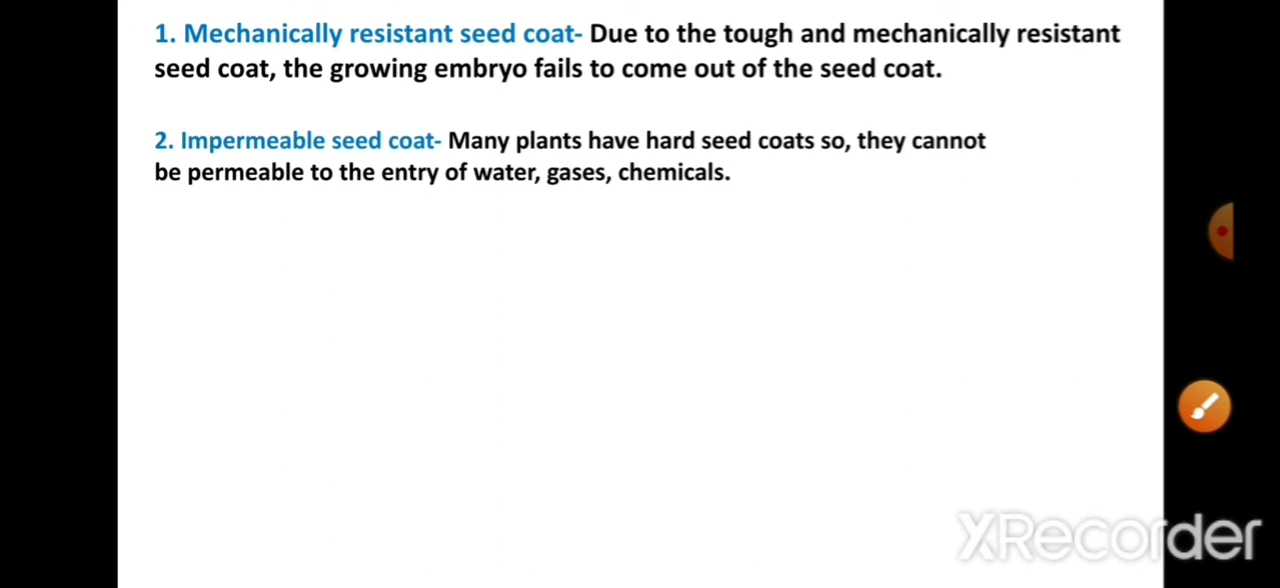 1. Mechanically resistant seed coat- Due to the tough and mechanically resistant
seed coat, the growing embryo fails to come out of the seed coat.
2. Impermeable seed coat- Many plants have hard seed coats so, they cannot
be permeable to the entry of water, gases, chemicals.
XRecorder